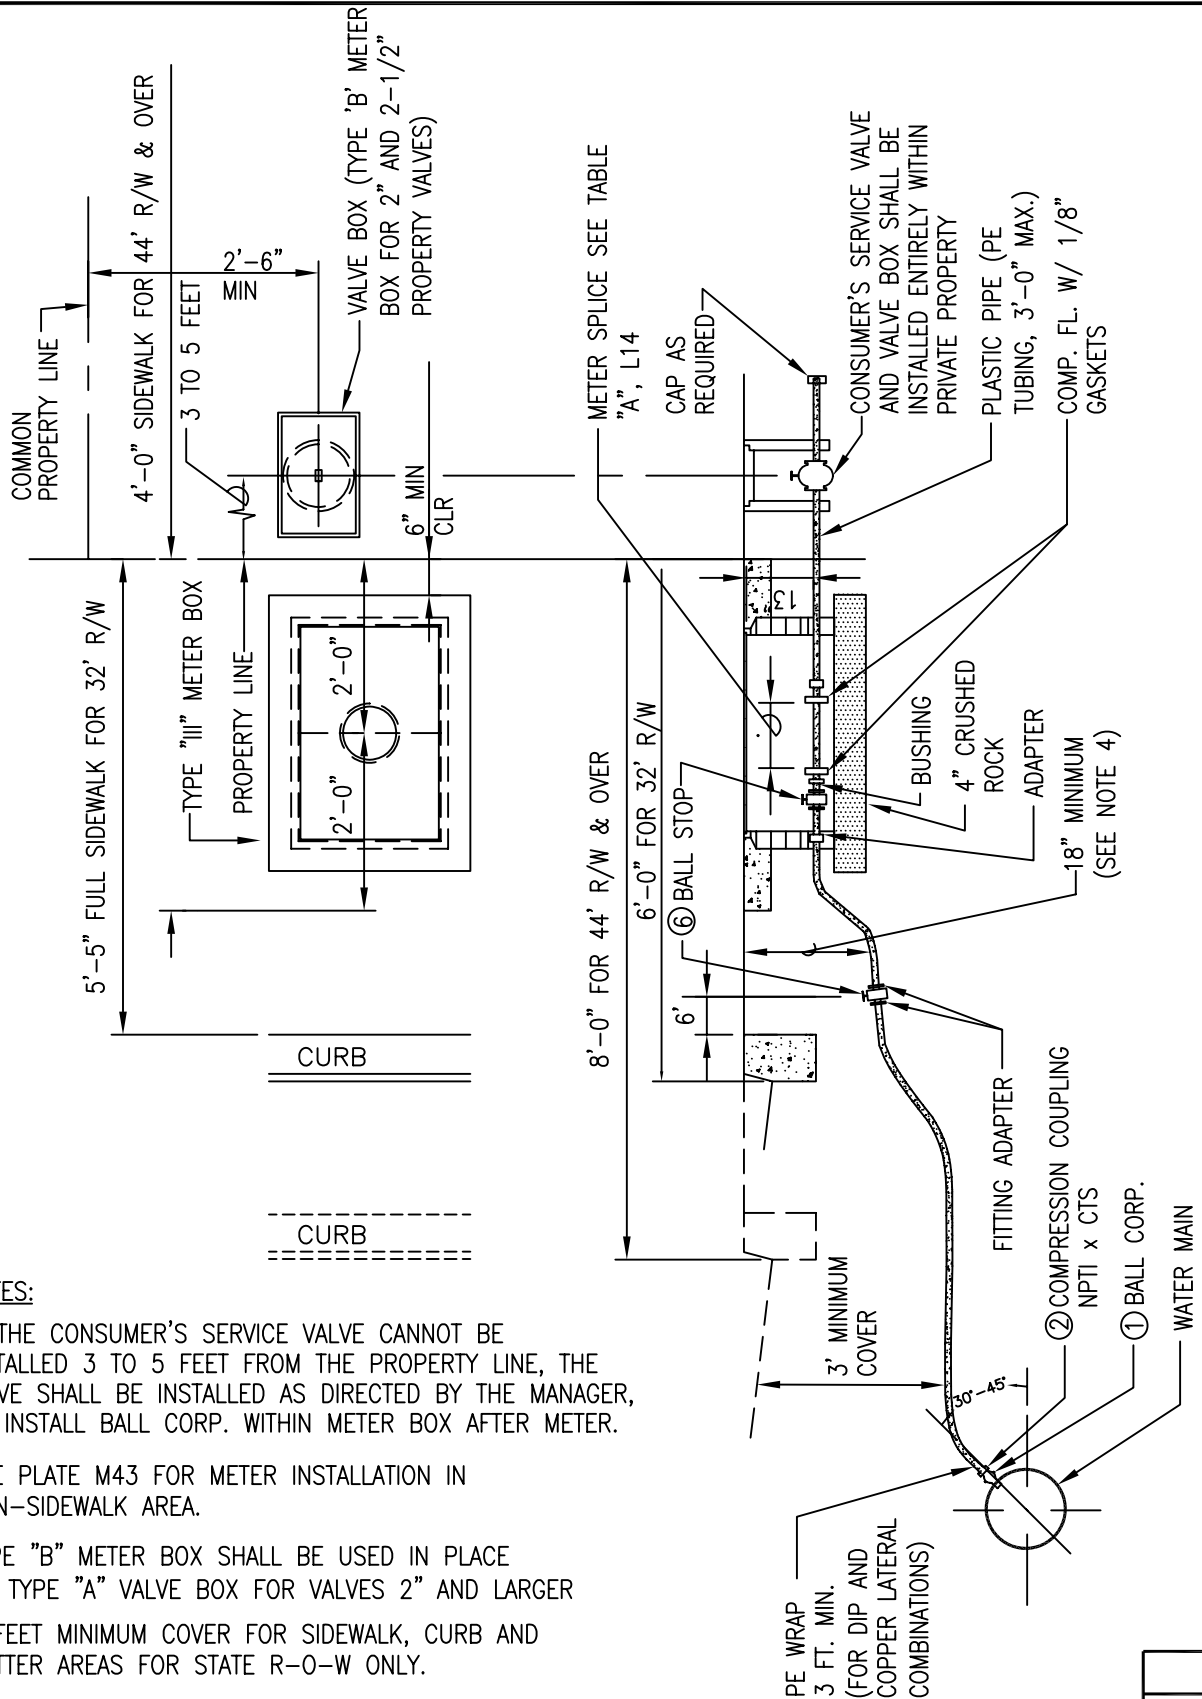 COMMON
PROPERTY LINE
4'-0" SIDEWALK FOR 44' R/W & OVER
3 TO 5 FEET
2'-6"
MIN
VALVE BOX (TYPE 'B' METER
BOX FOR 2" AND 2-1/2"
PROPERTY VALVES)
5'-5" FULL SIDEWALK FOR 32' R/W
TYPE "III" METER BOX
PROPERTY LINE
2'-0"
2'-0"
6" MIN
CLR
CURB
CURB
METER SPLICE SEE TABLE
"A", L14
CAP AS
REQUIRED
CONSUMER'S SERVICE VALVE
AND VALVE BOX SHALL BE
INSTALLED ENTIRELY WITHIN
PRIVATE PROPERTY
PLASTIC PIPE (PE
TUBING, 3'-0" MAX.)
COMP. FL. W/ 1/8"
GASKETS
8'-0" FOR 44' R/W & OVER
6'-0" FOR 32' R/W
6 BALL STOP
6'
13"
BUSHING
4" CRUSHED
ROCK
ADAPTER
18" MINIMUM
(SEE NOTE 4)
FITTING ADAPTER
2 COMPRESSION COUPLING
NPTI x CTS
1 BALL CORP.
WATER MAIN
3' MINIMUM
COVER
30°-45°
PE WRAP
3 FT. MIN.
(FOR DIP AND
COPPER LATERAL
COMBINATIONS)
TES:
THE CONSUMER'S SERVICE VALVE CANNOT BE
TALLED 3 TO 5 FEET FROM THE PROPERTY LINE, THE
VE SHALL BE INSTALLED AS DIRECTED BY THE MANAGER,
INSTALL BALL CORP. WITHIN METER BOX AFTER METER.
E PLATE M43 FOR METER INSTALLATION IN
N-SIDEWALK AREA.
PE "B" METER BOX SHALL BE USED IN PLACE
TYPE "A" VALVE BOX FOR VALVES 2" AND LARGER
FEET MINIMUM COVER FOR SIDEWALK, CURB AND
TTER AREAS FOR STATE R-O-W ONLY.